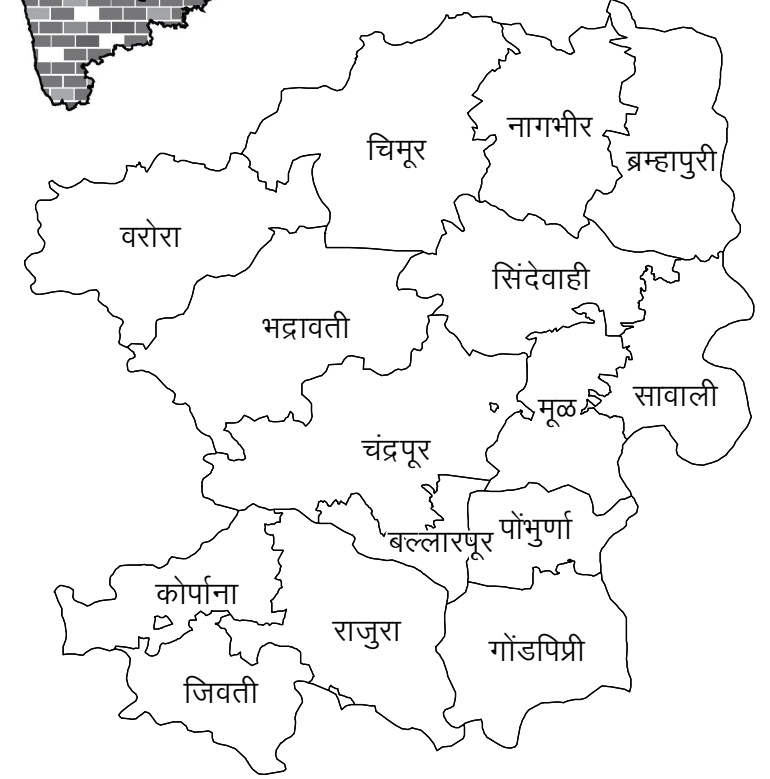 नागभीर
चिमूर
ब्रम्हापुरी
वरोरा
सिंदेवाही
भद्रावती
सावाली
मूळ
चंद्रपूर
पोंभुर्णा
बल्लारपूर
कोर्पाना
राजुरा
गोंडपिप्री
जिवती